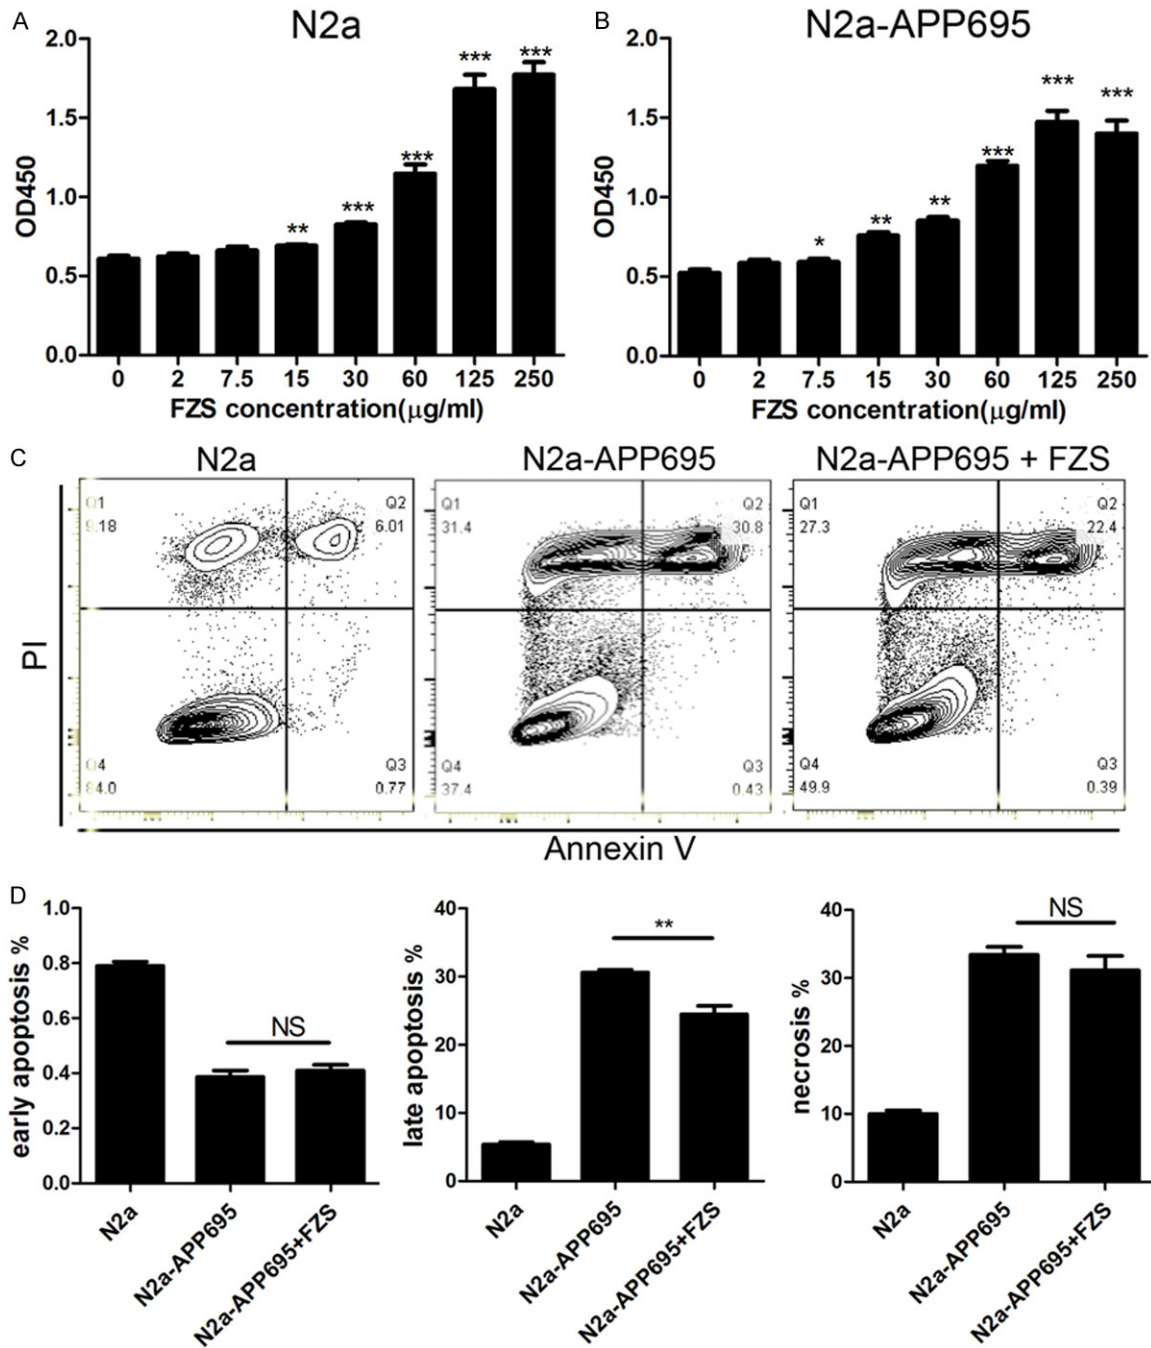 A
N2a
B
N2a-APP695
2.0
1.5
1.0
0.5
0.0
OD450
** *** *** *** ***
0 2 7.5 15 30 60 125 250
FZS concentration(μg/ml)
2.0
1.5
1.0
0.5
0.0
OD450
* ** ** *** *** ***
0 2 7.5 15 30 60 125 250
FZS concentration(μg/ml)
C
N2a
N2a-APP695
N2a-APP695 + FZS
PI
Q1
9.18
Q2
6.01
Q4
84.0
Q3
0.77
Q1
31.4
Q2
30.8
Q4
37.4
Q3
0.43
Q1
27.3
Q2
22.4
Q4
49.9
Q3
0.39
Annexin V
D
early apoptosis %
1.0
0.8
0.6
0.4
0.2
0.0
NS
N2a
N2a-APP695
N2a-APP695+FZS
late apoptosis %
40
30
20
10
0
**
N2a
N2a-APP695
N2a-APP695+FZS
necrosis %
40
30
20
10
0
NS
N2a
N2a-APP695
N2a-APP695+FZS